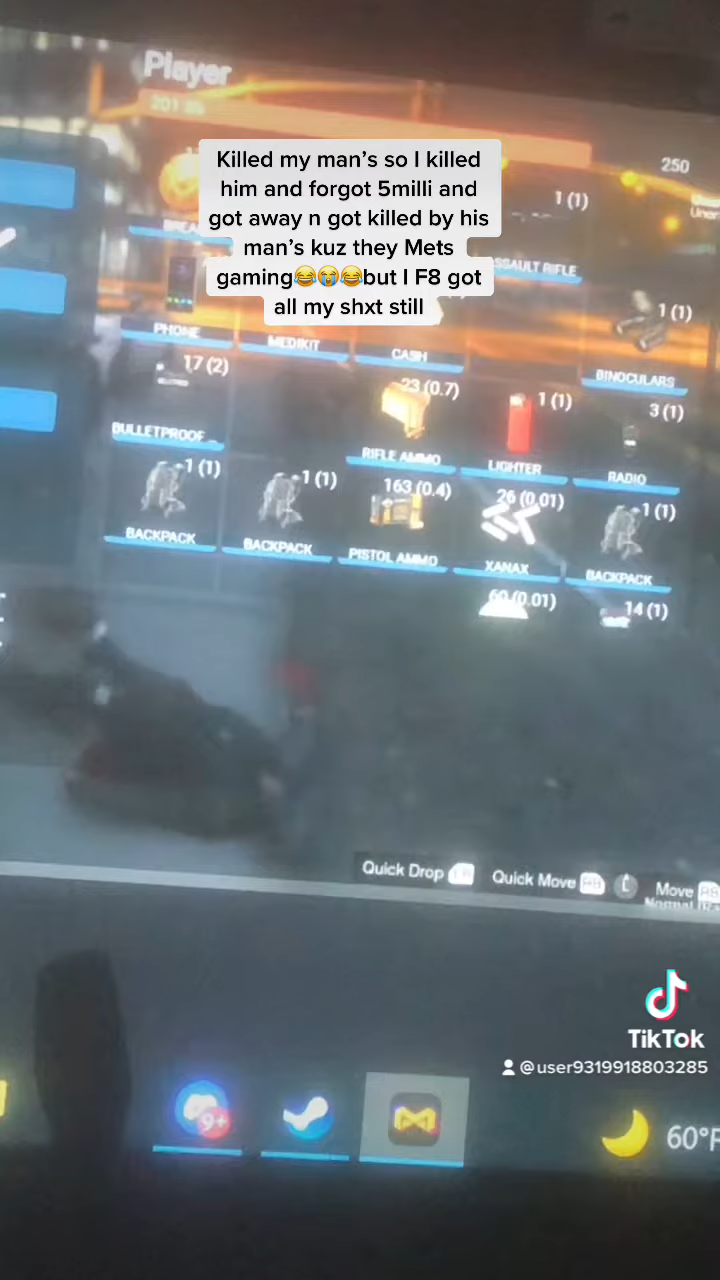 Player
201.8k
Killed my man’s so I killed
him and forgot 5milli and
got away n got killed by his
man’s kuz they Mets
gaming😂😭😂but I F8 got
all my shxt still
250
1 (1)
ASSAULT RIFLE
1 (1)
PHONE
MEDIKIT
CASH
BINOCULARS
17 (2)
23 (0.7)
1 (1)
3 (1)
BULLETPROOF ..
RIFLE AMMO
LIGHTER
RADIO
1 (1)
1 (1)
163 (0.4)
26 (0.01)
1 (1)
BACKPACK
BACKPACK
PISTOL AMMO
XANAX
BACKPACK
60 (0.01)
14 (1)
Quick Drop
Quick Move RB
L
Move
TikTok
@user9319918803285
9+
60°F